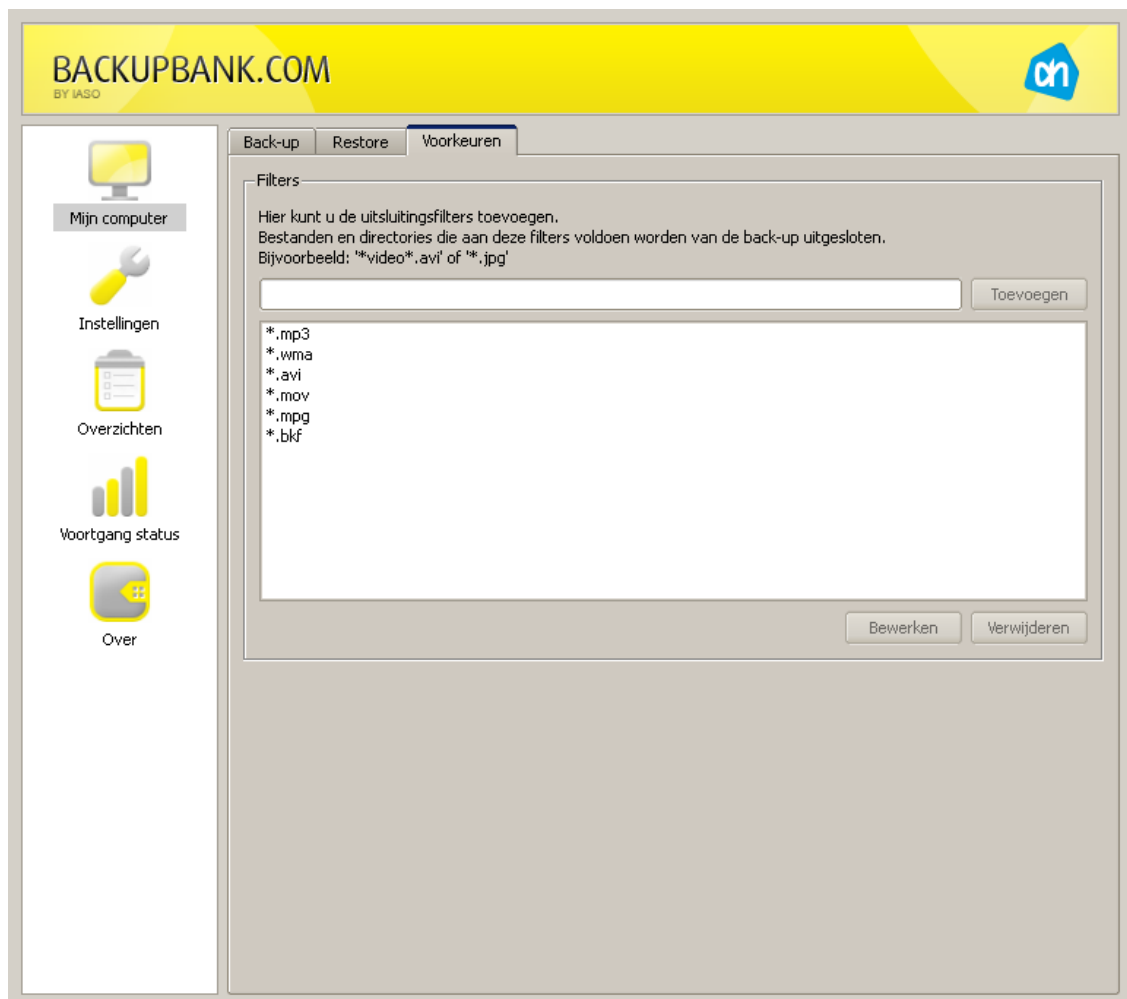 BACKUPBANK.COM
BY IASO
ah
Mijn computer
Instellingen
Overzichten
Voortgang status
Over
Back-up
Restore
Voorkeuren
Filters
Hier kunt u de uitsluitingsfilters toevoegen.
Bestanden en directories die aan deze filters voldoen worden van de back-up uitgesloten.
Bijvoorbeeld: '*video*.avi' of '*.jpg'
Toevoegen
*.mp3
*.wma
*.avi
*.mov
*.mpg
*.bkf
Bewerken
Verwijderen